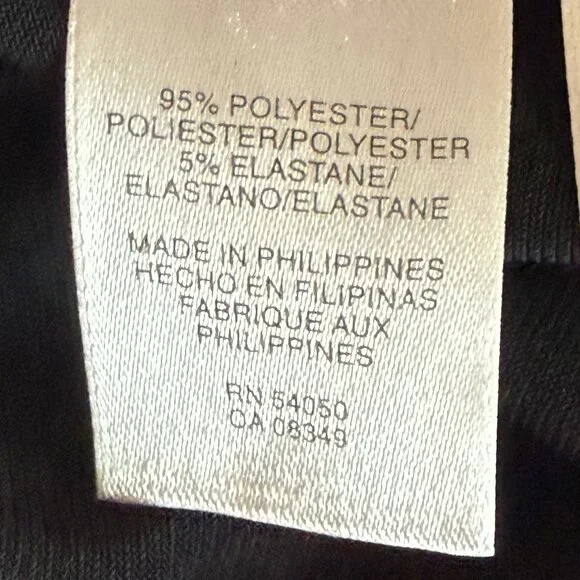 95% POLYESTER/
POLIESTER/POLYESTER
5% ELASTANE/
ELASTANO/ELASTANE
MADE IN PHILIPPINES
HECHO EN FILIPINAS
FABRIQUE AUX
PHILIPPINES
RN 54050
CA 08349